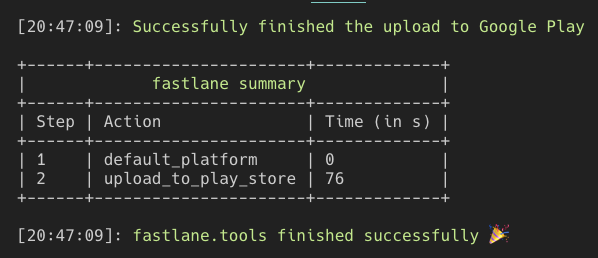 [20:47:09]: Successfully finished the upload to Google Play
+------+---------------------+-------------+
|             fastlane summary             |
+------+---------------------+-------------+
| Step | Action              | Time (in s) |
+------+---------------------+-------------+
| 1    | default_platform    | 0           |
| 2    | upload_to_play_store | 76          |
+------+---------------------+-------------+
[20:47:09]: fastlane.tools finished successfully 🎉